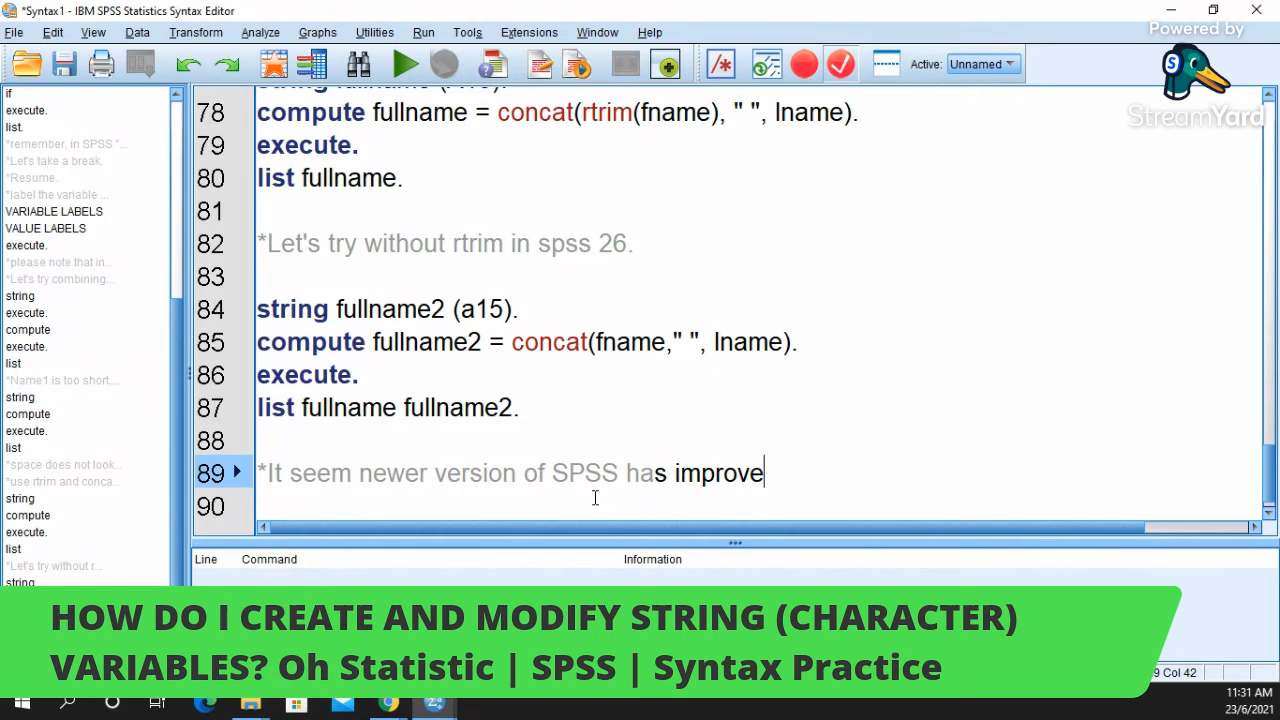 *Syntax1 - IBM SPSS Statistics Syntax Editor
File Edit View Data Transform Analyze Graphs Utilities Run Tools Extensions Window Help
Powered by
StreamYard
Active: Unnamed
if
execute.
list.
*remember, in SPSS "...
*Let's take a break.
*Resume.
*label the variable ...
VARIABLE LABELS
VALUE LABELS
execute.
*please note that in...
*Let's try combining...
string
execute.
compute
execute.
list
*Name1 is too short,...
string
compute
execute.
list
*space does not look...
*use rtrim and conca...
string
compute
execute.
list
*Let's try without r...
string
78 compute fullname = concat(rtrim(fname), " ", lname).
79 execute.
80 list fullname.
81
82 *Let's try without rtrim in spss 26.
83
84 string fullname2 (a15).
85 compute fullname2 = concat(fname," ", lname).
86 execute.
87 list fullname fullname2.
88
89 *It seem newer version of SPSS has improve
90
Line Command Information
HOW DO I CREATE AND MODIFY STRING (CHARACTER)
VARIABLES? Oh Statistic | SPSS | Syntax Practice
9 Col 42
11:31 AM
23/6/2021